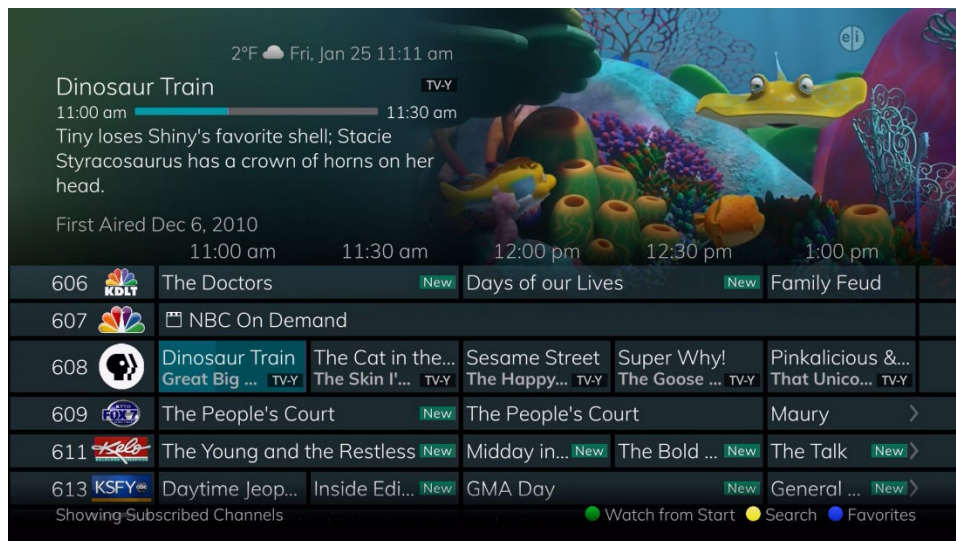 eli
2°F Fri, Jan 25 11:11 am
Dinosaur Train TV-Y
11:00 am 11:30 am
Tiny loses Shiny's favorite shell; Stacie
Styracosaurus has a crown of horns on her
head.
First Aired Dec 6, 2010
11:00 am 11:30 am 12:00 pm 12:30 pm 1:00 pm
606 KDLT The Doctors New Days of our Lives New Family Feud
607 NBC On Demand
608 Dinosaur Train The Cat in the... Sesame Street Super Why! Pinkalicious &...
Great Big ... TV-Y The Skin I'... TV-Y The Happy... TV-Y The Goose ... TV-Y That Unico... TV-Y
609 FOX 7 The People's Court New The People's Court Maury
611 Kelo The Young and the Restless New Midday in... New The Bold ... New The Talk New
613 KSFY abc Daytime Jeop... Inside Edi... New GMA Day New General ... New
Showing Subscribed Channels Watch from Start Search Favorites